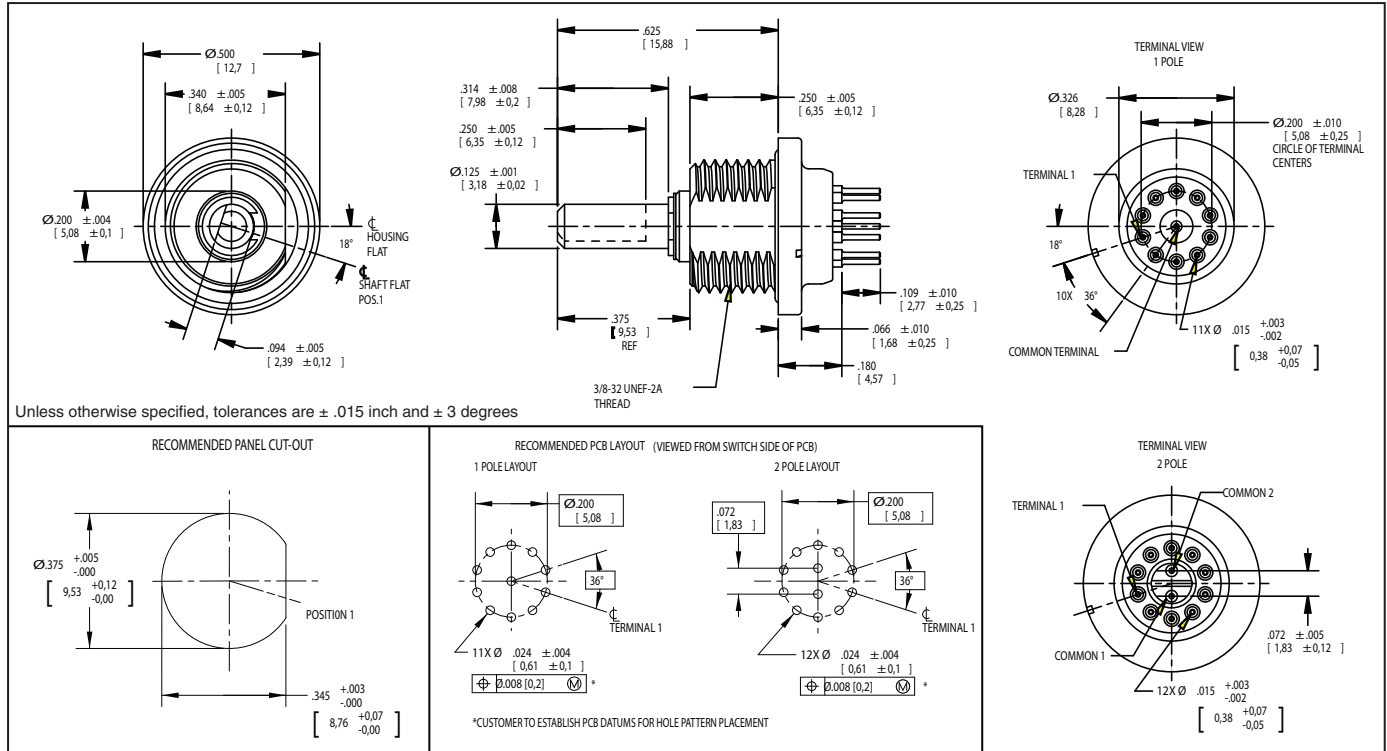 Ø.500
[ 12,7 ]
.340 ±.005
[ 8,64 ±0,12 ]
Ø.200 ±.004
[ 5,08 ±0,1 ]
18°
℄
HOUSING
FLAT
℄
SHAFT FLAT
POS.1
.094 ±.005
[ 2,39 ±0,12 ]
.625
[ 15,88 ]
.314 ±.008
[ 7,98 ±0,2 ]
.250 ±.005
[ 6,35 ±0,12 ]
.250 ±.005
[ 6,35 ±0,12 ]
Ø.125 ±.001
[ 3,18 ±0,02 ]
.375
[ 9,53 ]
REF
.109 ±.010
[ 2,77 ±0,25 ]
.066 ±.010
[ 1,68 ±0,25 ]
.180
[ 4,57 ]
3/8-32 UNEF-2A
THREAD
TERMINAL VIEW
1 POLE
Ø.326
[ 8,28 ]
Ø.200 ±.010
[ 5,08 ±0,25 ]
CIRCLE OF TERMINAL
CENTERS
TERMINAL 1
18°
10X 36°
COMMON TERMINAL
11X Ø .015 +.003
-.002
[ 0,38 +0,07
-0,05 ]
Unless otherwise specified, tolerances are ± .015 inch and ± 3 degrees
RECOMMENDED PANEL CUT-OUT
Ø.375 +.005
-.000
[ 9,53 +0,12
-0,00 ]
POSITION 1
.345 +.003
-.000
[ 8,76 +0,07
-0,00 ]
RECOMMENDED PCB LAYOUT (VIEWED FROM SWITCH SIDE OF PCB)
1 POLE LAYOUT
Ø.200
[ 5,08 ]
36°
℄
TERMINAL 1
11X Ø .024 ±.004
[ 0,61 ±0,1 ]
⌖ Ø.008 [0,2] Ⓜ *
2 POLE LAYOUT
.072
[ 1,83 ]
Ø.200
[ 5,08 ]
36°
℄
TERMINAL 1
12X Ø .024 ±.004
[ 0,61 ±0,1 ]
⌖ Ø.008 [0,2] Ⓜ *
*CUSTOMER TO ESTABLISH PCB DATUMS FOR HOLE PATTERN PLACEMENT
TERMINAL VIEW
2 POLE
COMMON 2
TERMINAL 1
COMMON 1
.072 ±.005
[ 1,83 ±0,12 ]
12X Ø .015 +.003
-.002
[ 0,38 +0,07
-0,05 ]